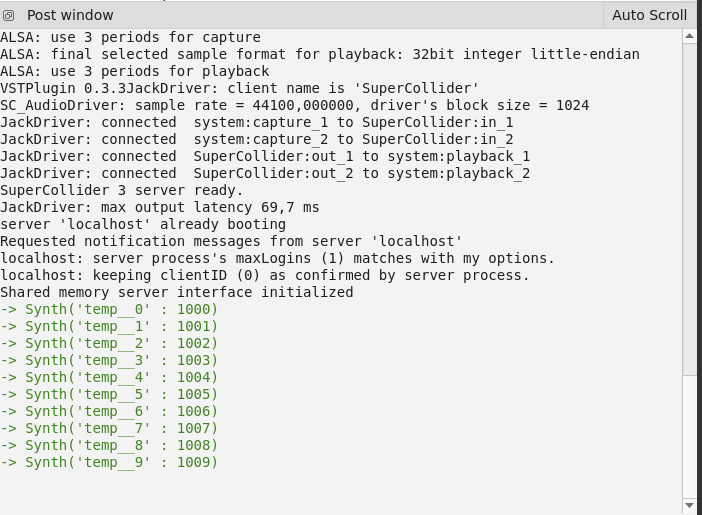 Post window
Auto Scroll
ALSA: use 3 periods for capture
ALSA: final selected sample format for playback: 32bit integer little-endian
ALSA: use 3 periods for playback
VSTPlugin 0.3.3JackDriver: client name is 'SuperCollider'
SC_AudioDriver: sample rate = 44100,000000, driver's block size = 1024
JackDriver: connected  system:capture_1 to SuperCollider:in_1
JackDriver: connected  system:capture_2 to SuperCollider:in_2
JackDriver: connected  SuperCollider:out_1 to system:playback_1
JackDriver: connected  SuperCollider:out_2 to system:playback_2
SuperCollider 3 server ready.
JackDriver: max output latency 69,7 ms
server 'localhost' already booting
Requested notification messages from server 'localhost'
localhost: server process's maxLogins (1) matches with my options.
localhost: keeping clientID (0) as confirmed by server process.
Shared memory server interface initialized
-> Synth('temp__0' : 1000)
-> Synth('temp__1' : 1001)
-> Synth('temp__2' : 1002)
-> Synth('temp__3' : 1003)
-> Synth('temp__4' : 1004)
-> Synth('temp__5' : 1005)
-> Synth('temp__6' : 1006)
-> Synth('temp__7' : 1007)
-> Synth('temp__8' : 1008)
-> Synth('temp__9' : 1009)